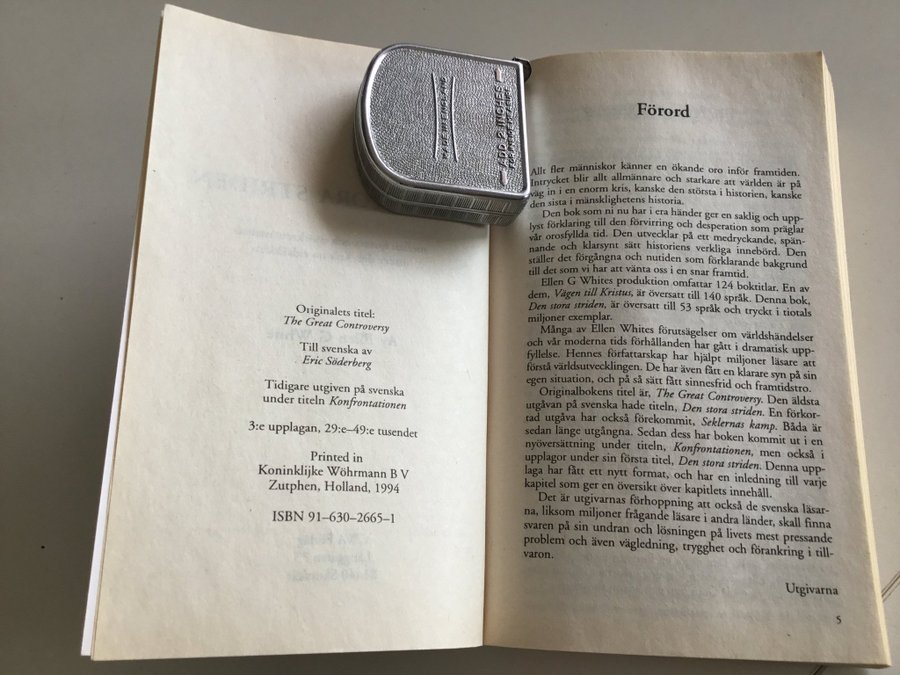 Originalets titel:
The Great Controversy
Till svenska av
Eric Söderberg
Tidigare utgiven på svenska
under titeln Konfrontationen
3:e upplagan, 29:e–49:e tusendet
Printed in
Koninklijke Wöhrmann B V
Zutphen, Holland, 1994
ISBN 91–630–2665–1
MADE IN ENGLAND
ADD 2 INCHES
FOR INSIDE MEASURE
Förord
Allt fler människor känner en ökande oro inför framtiden.
Intrycket blir allt allmännare och starkare att världen är på
väg in i en enorm kris, kanske den största i historien, kanske
den sista i mänsklighetens historia.
Den bok som ni nu har i era händer ger en saklig och upp-
lyst förklaring till den förvirring och desperation som präglar
vår orosfyllda tid. Den utvecklar på ett medryckande, spän-
nande och klarsynt sätt historiens verkliga innebörd. Den
ställer det förgångna och nutiden som förklarande bakgrund
till det som vi har att vänta oss i en snar framtid.
Ellen G Whites produktion omfattar 124 boktitlar. En av
dem, Vägen till Kristus, är översatt till 140 språk. Denna bok,
Den stora striden, är översatt till 53 språk och tryckt i tiotals
miljoner exemplar.
Många av Ellen Whites förutsägelser om världshändelser
och vår moderna tids förhållanden har gått i dramatisk upp-
fyllelse. Hennes författarskap har hjälpt miljoner läsare att
förstå världsutvecklingen. De har även fått en klarare syn på sin
egen situation, och på så sätt fått sinnesfrid och framtidstro.
Originalbokens titel är, The Great Controversy. Den äldsta
utgåvan på svenska hade titeln, Den stora striden. En förkor-
tad utgåva har också förekommit, Seklernas kamp. Båda är
sedan länge utgångna. Sedan dess har boken kommit ut i en
nyöversättning under titeln, Konfrontationen, men också i
upplagor under sin första titel, Den stora striden. Denna upp-
laga har fått ett nytt format, och har en inledning till varje
kapitel som ger en översikt över kapitlets innehåll.
Det är utgivarnas förhoppning att också de svenska läsar-
na, liksom miljoner frågande läsare i andra länder, skall finna
svaren på sin undran och lösningen på livets mest pressande
problem och även vägledning, trygghet och förankring i till-
varon.
Utgivarna
5